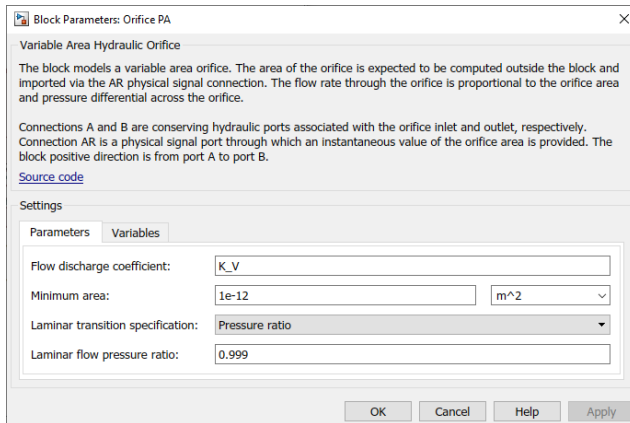 Block Parameters: Orifice PA
Variable Area Hydraulic Orifice
The block models a variable area orifice. The area of the orifice is expected to be computed outside the block and
imported via the AR physical signal connection. The flow rate through the orifice is proportional to the orifice area
and pressure differential across the orifice.
Connections A and B are conserving hydraulic ports associated with the orifice inlet and outlet, respectively.
Connection AR is a physical signal port through which an instantaneous value of the orifice area is provided. The
block positive direction is from port A to port B.
Source code
Settings
Parameters Variables
Flow discharge coefficient: K_V
Minimum area: 1e-12 m^2
Laminar transition specification: Pressure ratio
Laminar flow pressure ratio: 0.999
OK Cancel Help Apply